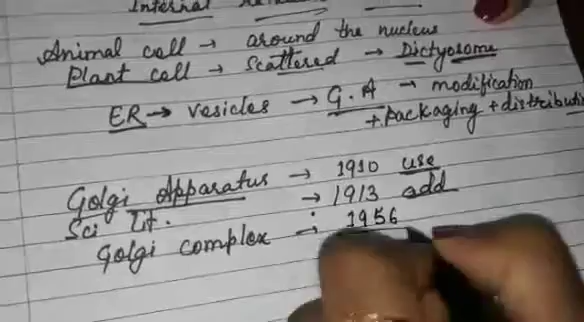 Internal
Animal cell → around the nucleus
Plant cell → Scattered → Dictyosome
ER → vesicles → G.A → modification
+ Packaging + distributi
Golgi Apparatus → 1910 use
Sci Lit. → 1913 add
Golgi complex → 1956